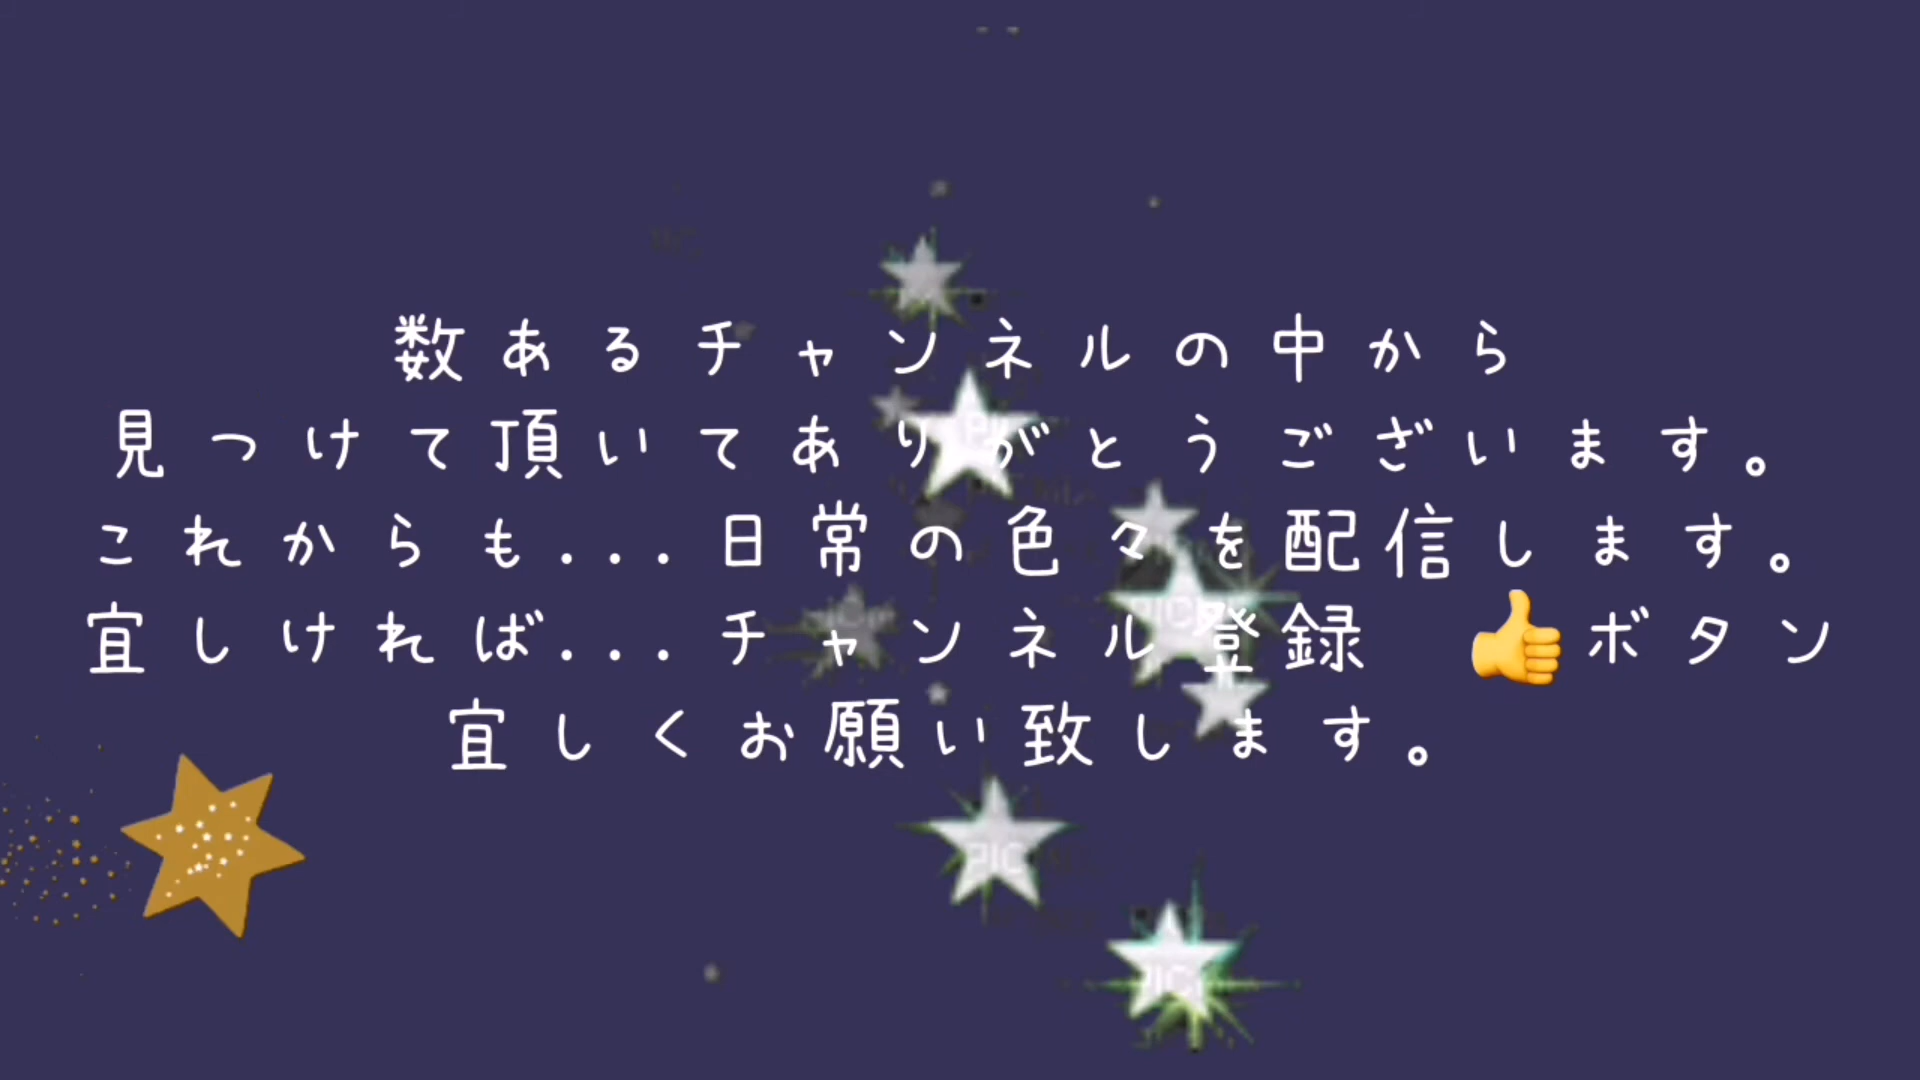 数あるチャンネルの中から
見つけて頂いてありがとうございます。
これからも...日常の色々を配信します。
宜しければ...チャンネル登録　👍ボタン
宜しくお願い致します。